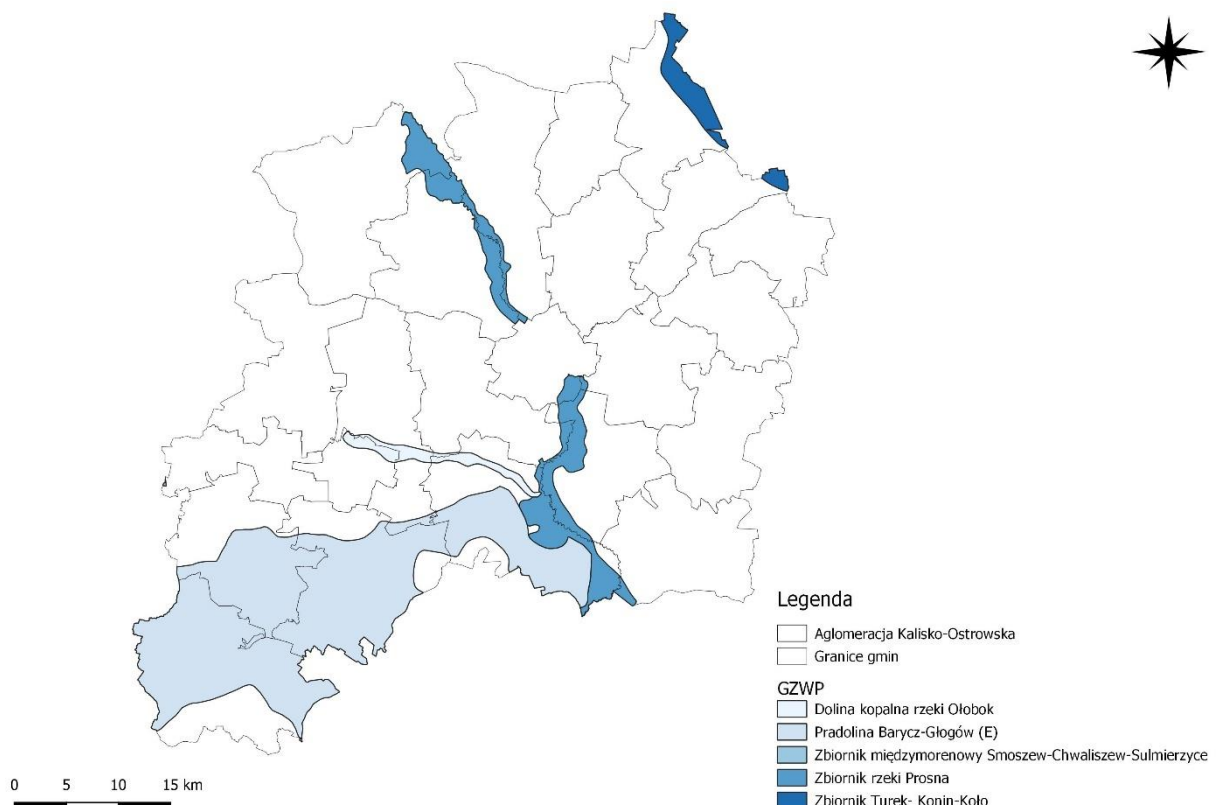 Legenda
Aglomeracja Kalisko-Ostrowska
Granice gmin
GZWP
Dolina kopalna rzeki Ołobok
Pradolina Barycz-Głogów (E)
Zbiornik międzymorenowy Smoszew-Chwaliszew-Sulmierzyce
Zbiornik rzeki Prosna
Zbiornik Turek- Konin-Koło
0 5 10 15 km